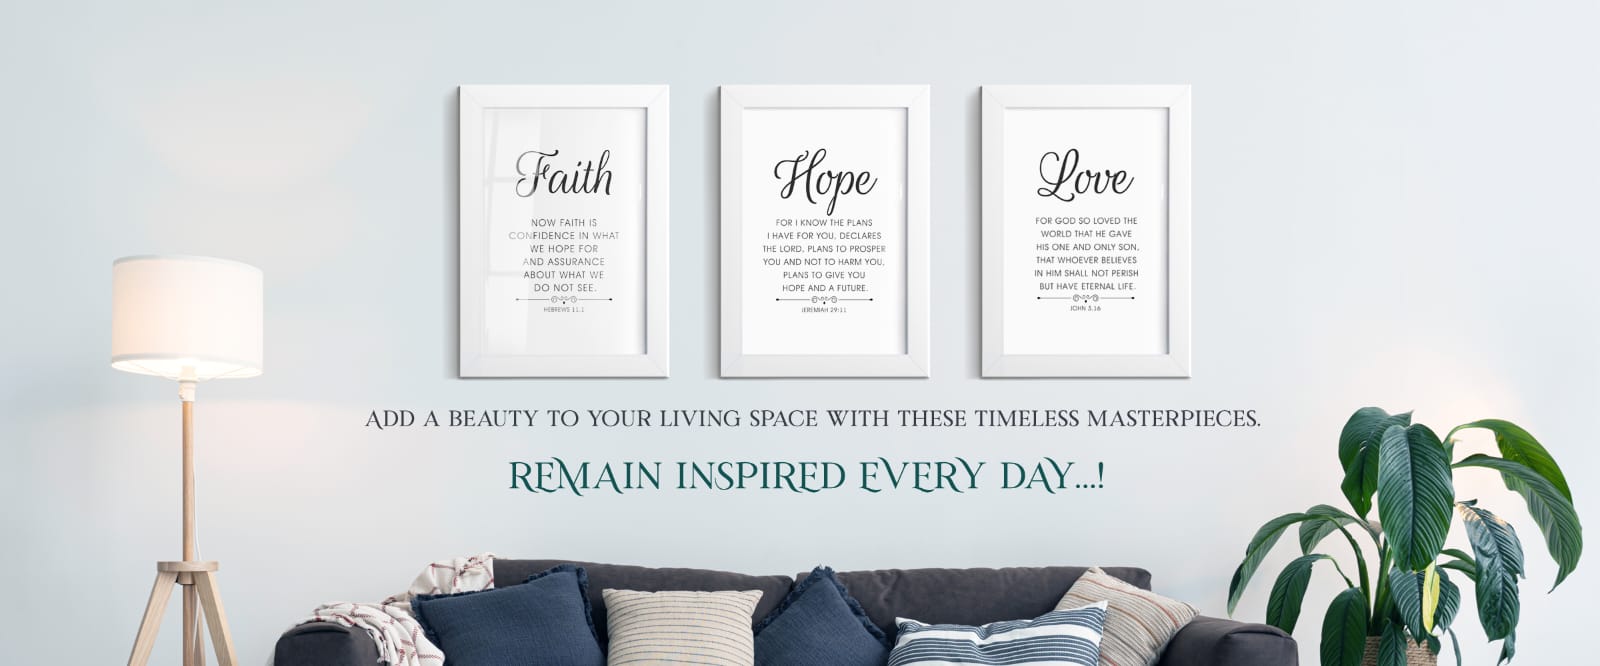 Faith
NOW FAITH IS
CONFIDENCE IN WHAT
WE HOPE FOR
AND ASSURANCE
ABOUT WHAT WE
DO NOT SEE.
HEBREWS 11.1
Hope
FOR I KNOW THE PLANS
I HAVE FOR YOU, DECLARES
THE LORD, PLANS TO PROSPER
YOU AND NOT TO HARM YOU,
PLANS TO GIVE YOU
HOPE AND A FUTURE.
JEREMIAH 29:11
Love
FOR GOD SO LOVED THE
WORLD THAT HE GAVE
HIS ONE AND ONLY SON,
THAT WHOEVER BELIEVES
IN HIM SHALL NOT PERISH
BUT HAVE ETERNAL LIFE.
JOHN 3.16
ADD A BEAUTY TO YOUR LIVING SPACE WITH THESE TIMELESS MASTERPIECES.
REMAIN INSPIRED EVERY DAY...!